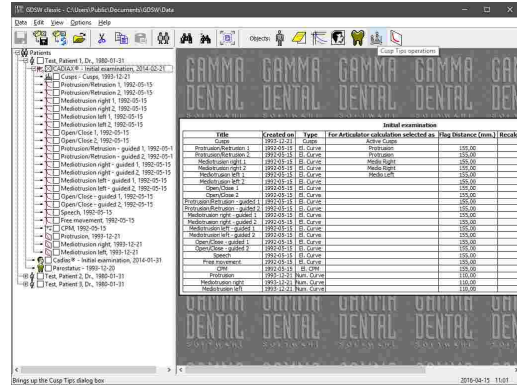 GDSW classic - C:\Users\Public\Documents\GDSW\Data
Data Edit View Options Help
Objects:
Cusp Tips operations
Patients
Test, Patient 1, Dr., 1980-01-31
CADIAX® - Initial examination, 2014-02-21
Cusps - Cusps, 1993-12-21
Protrusion/Retrusion 1, 1992-05-15
Protrusion/Retrusion 2, 1992-05-15
Mediotrusion right 1, 1992-05-15
Mediotrusion right 2, 1992-05-15
Mediotrusion left 1, 1992-05-15
Mediotrusion left 2, 1992-05-15
Open/Close 1, 1992-05-15
Open/Close 2, 1992-05-15
Protrusion/Retrusion - guided 1, 1992-05-1
Protrusion/Retrusion - guided 2, 1992-05-1
Mediotrusion right - guided 1, 1992-05-15
Mediotrusion right - guided 2, 1992-05-15
Mediotrusion left - guided 1, 1992-05-15
Mediotrusion left - guided 2, 1992-05-15
Open/Close - guided 1, 1992-05-15
Open/Close - guided 2, 1992-05-15
Speech, 1992-05-15
Free movement, 1992-05-15
CPM, 1992-05-15
Protrusion, 1993-12-21
Mediotrusion right, 1993-12-21
Mediotrusion left, 1993-12-21
Cadias® - Initial examination, 2014-01-31
Parostatus - 1993-12-20
Test, Patient 2, Dr., 1980-01-31
Test, Patient 3, Dr., 1980-01-31
GAMMA GAMMA GAMMA GAMMA
DENTAL DENTAL DENTAL DENTAL
Initial examination
Title Created on Type For Articulator calculation selected as Flag Distance (mm.) Recalc
Cusps 1993-12-21 Cusps Active Cusps
Protrusion/Retrusion 1 1992-05-15 El. Curve Protrusion 155,00
Protrusion/Retrusion 2 1992-05-15 El. Curve Protrusion 155,00
Mediotrusion right 1 1992-05-15 El. Curve Medio Right 155,00
Mediotrusion right 2 1992-05-15 El. Curve Medio Right 155,00
Mediotrusion left 1 1992-05-15 El. Curve Medio Left 155,00
Mediotrusion left 2 1992-05-15 El. Curve 155,00
Open/Close 1 1992-05-15 El. Curve 155,00
Open/Close 2 1992-05-15 El. Curve 155,00
Protrusion/Retrusion - guided 1 1992-05-15 El. Curve 155,00
Protrusion/Retrusion - guided 2 1992-05-15 El. Curve 155,00
Mediotrusion right - guided 1 1992-05-15 El. Curve 155,00
Mediotrusion right - guided 2 1992-05-15 El. Curve 155,00
Mediotrusion left - guided 1 1992-05-15 El. Curve 155,00
Mediotrusion left - guided 2 1992-05-15 El. Curve 155,00
Open/Close - guided 1 1992-05-15 El. Curve 155,00
Open/Close - guided 2 1992-05-15 El. Curve 155,00
Speech 1992-05-15 El. Curve 155,00
Free movement 1992-05-15 El. Curve 155,00
CPM 1992-05-15 El. CPM 155,00
Protrusion 1993-12-21 Num. Curve 110,00
Mediotrusion right 1993-12-21 Num. Curve 110,00
Mediotrusion left 1993-12-21 Num. Curve 110,00
DENTAL DENTAL DENTAL DENTAL
Brings up the Cusp Tips dialog box
2016-04-15 11:01